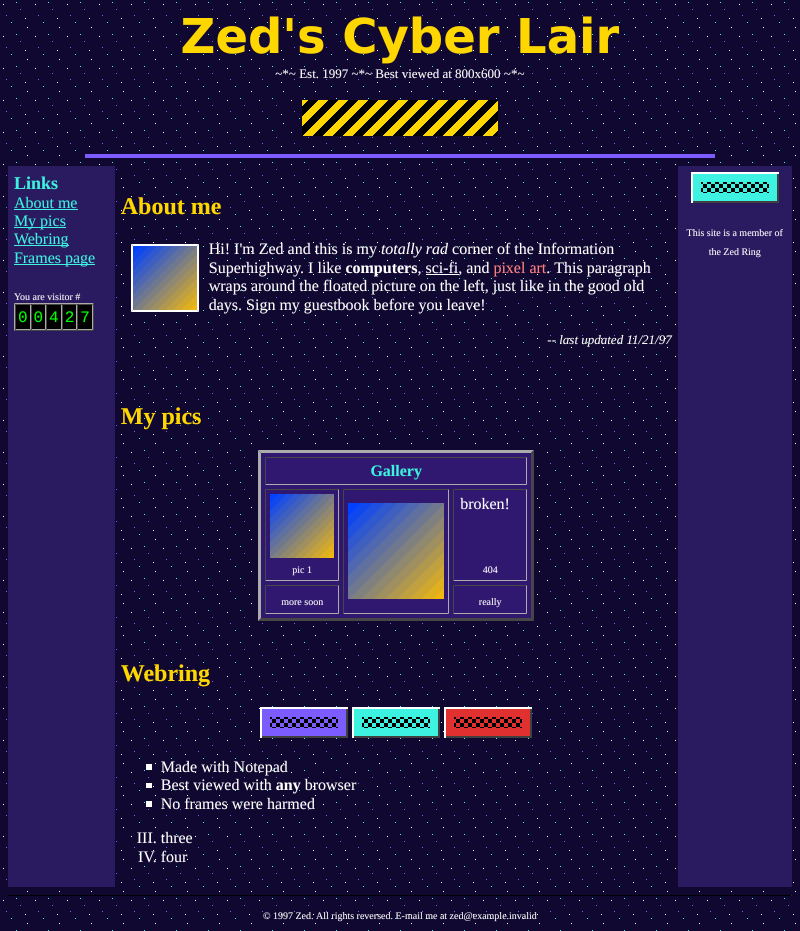 Zed's Cyber Lair
~*~ Est. 1997 ~*~ Best viewed at 800x600 ~*~
Links
About me
My pics
Webring
Frames page
You are visitor #
00427
About me
Hi! I'm Zed and this is my totally rad corner of the Information
Superhighway. I like computers, sci-fi, and pixel art. This paragraph
wraps around the floated picture on the left, just like in the good old
days. Sign my guestbook before you leave!
-- last updated 11/21/97
My pics
Gallery
broken!
pic 1
404
more soon
really
Webring
Made with Notepad
Best viewed with any browser
No frames were harmed
III. three
IV. four
This site is a member of
the Zed Ring
© 1997 Zed. All rights reversed. E-mail me at zed@example.invalid